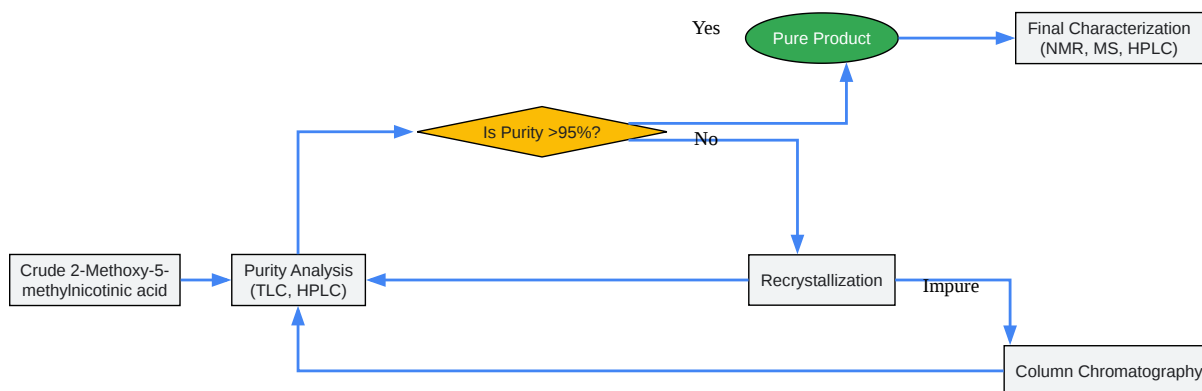 Yes
Pure Product
Final Characterization
(NMR, MS, HPLC)
Is Purity >95%?
No
Crude 2-Methoxy-5-
methylnicotinic acid
Purity Analysis
(TLC, HPLC)
Recrystallization
Impure
Column Chromatography